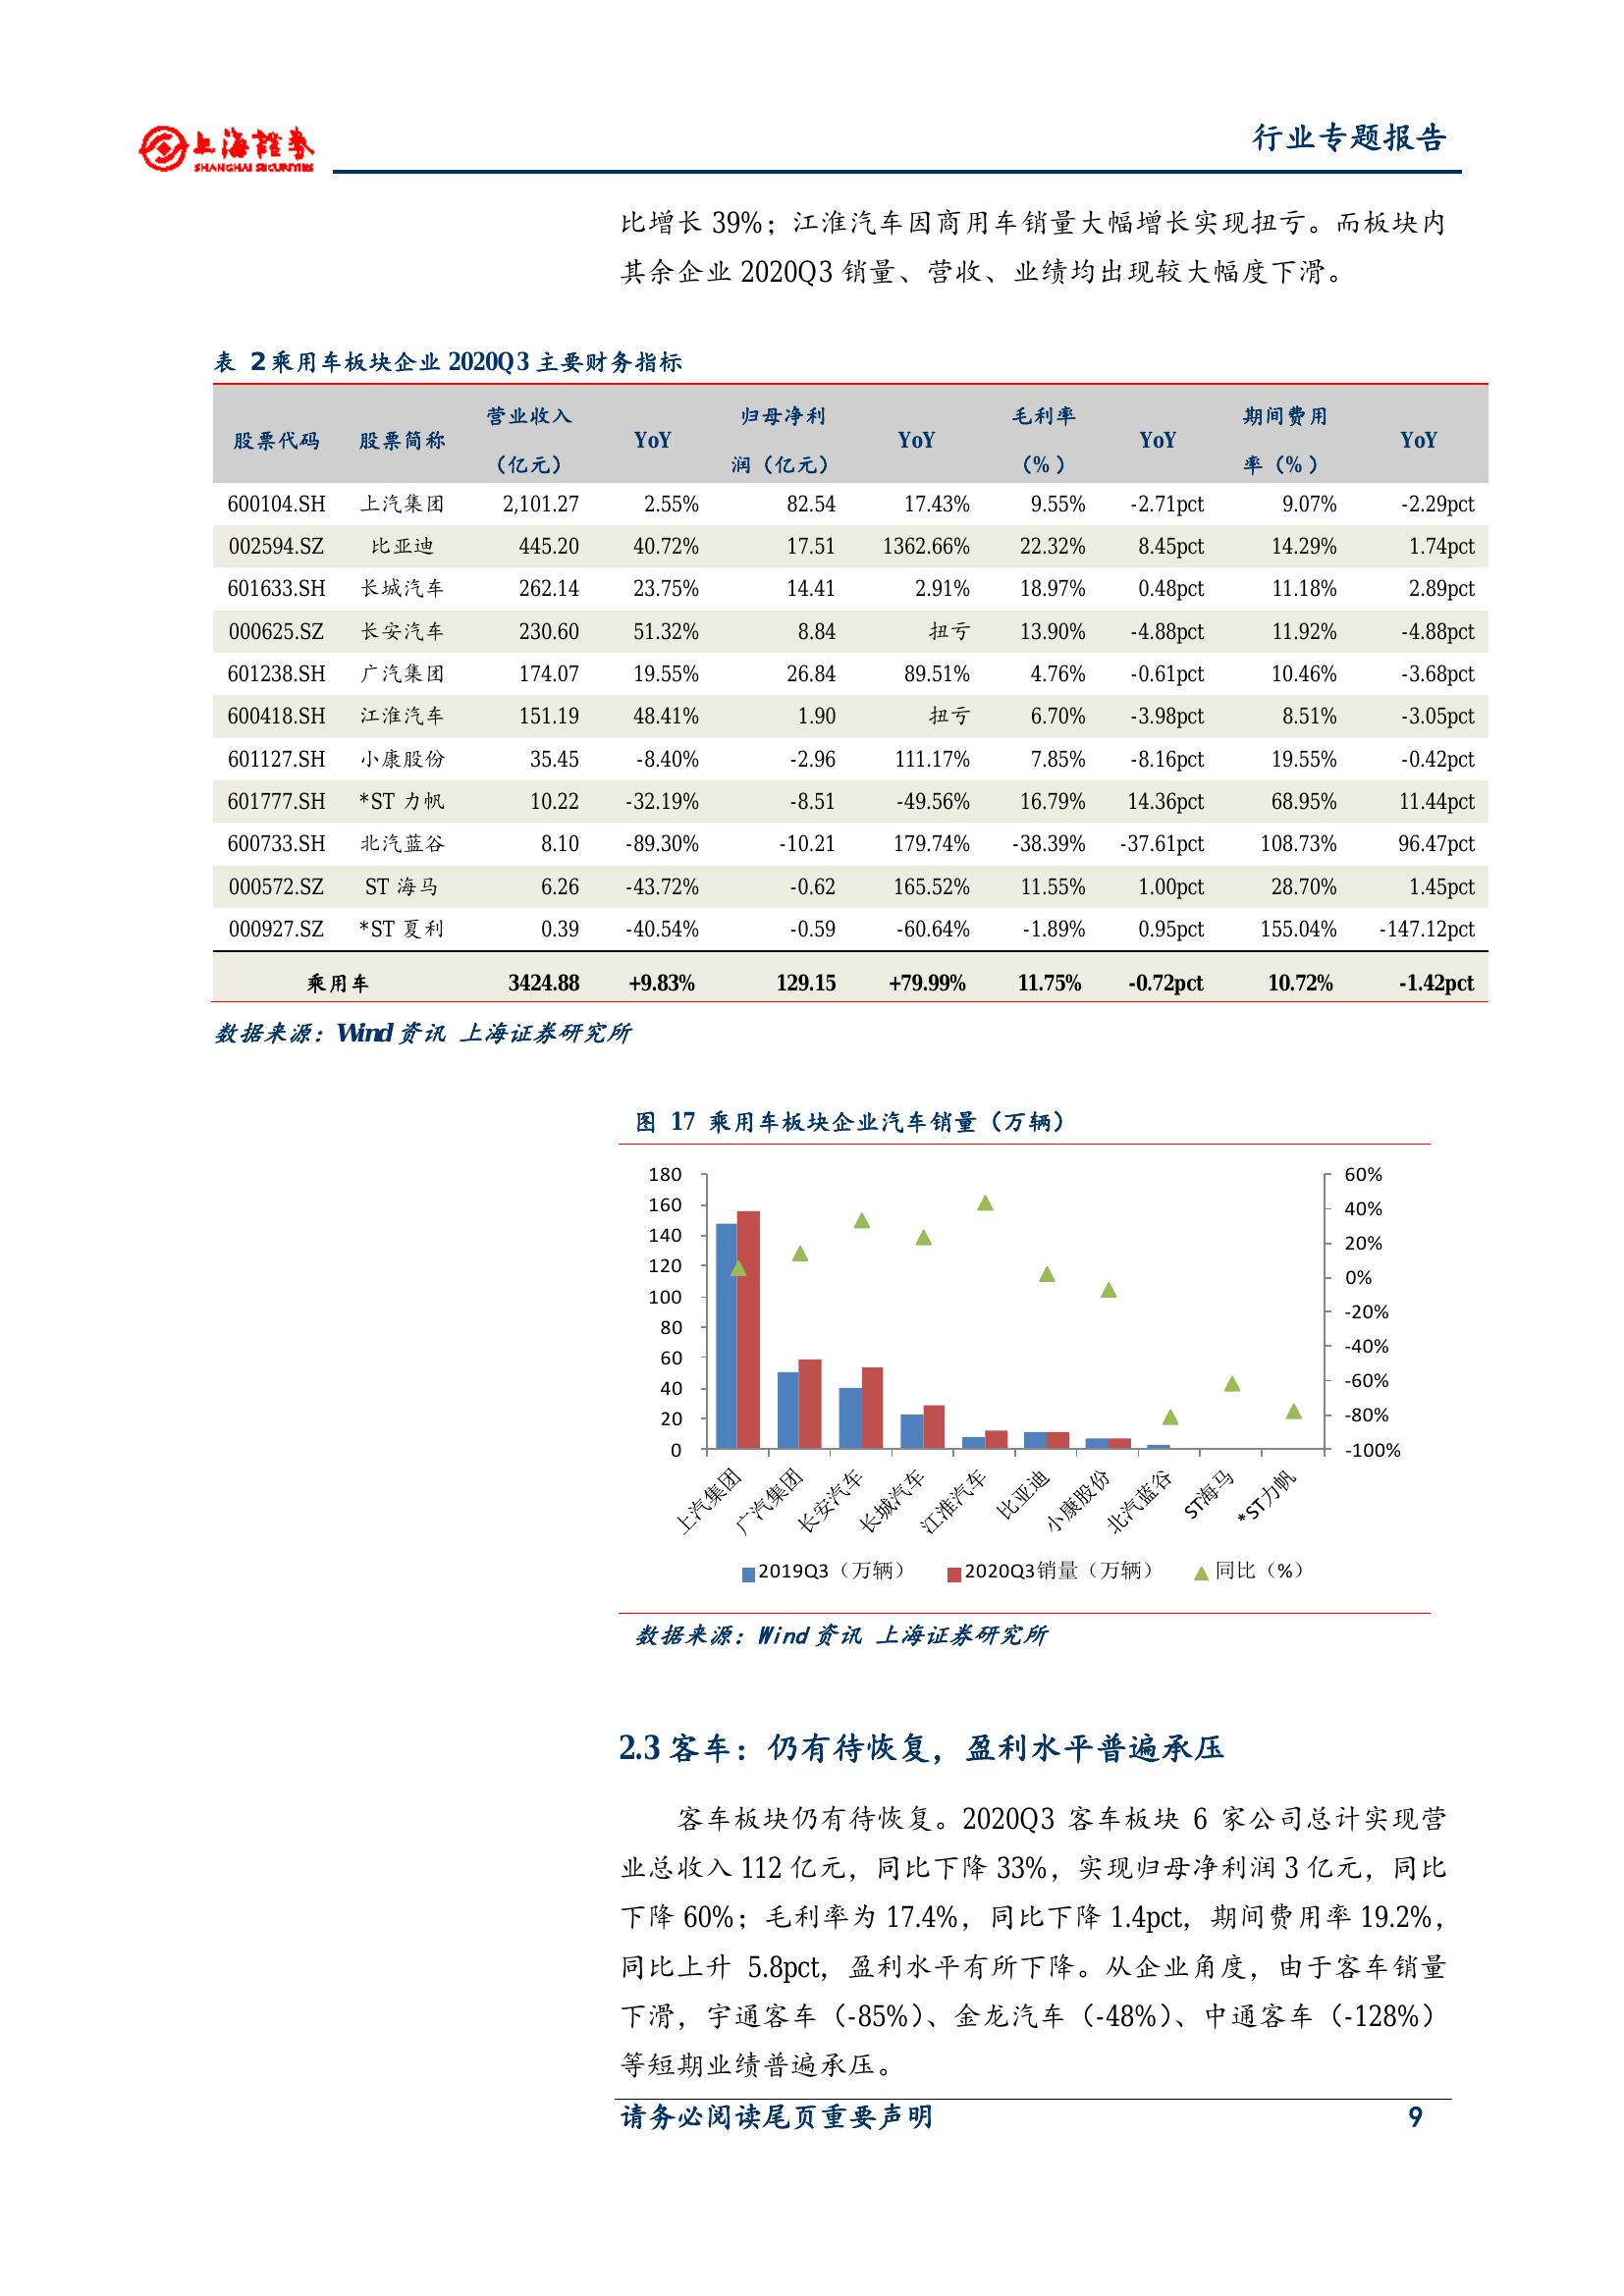 上海證券
SHANGHAI SECURITIES
行业专题报告
比增长 39%；江淮汽车因商用车销量大幅增长实现扭亏。而板块内
其余企业 2020Q3 销量、营收、业绩均出现较大幅度下滑。
表 2 乘用车板块企业 2020Q3 主要财务指标
股票代码 股票简称 营业收入（亿元） YoY 归母净利润（亿元） YoY 毛利率（%） YoY 期间费用率（%） YoY
600104.SH 上汽集团 2,101.27 2.55% 82.54 17.43% 9.55% -2.71pct 9.07% -2.29pct
002594.SZ 比亚迪 445.20 40.72% 17.51 1362.66% 22.32% 8.45pct 14.29% 1.74pct
601633.SH 长城汽车 262.14 23.75% 14.41 2.91% 18.97% 0.48pct 11.18% 2.89pct
000625.SZ 长安汽车 230.60 51.32% 8.84 扭亏 13.90% -4.88pct 11.92% -4.88pct
601238.SH 广汽集团 174.07 19.55% 26.84 89.51% 4.76% -0.61pct 10.46% -3.68pct
600418.SH 江淮汽车 151.19 48.41% 1.90 扭亏 6.70% -3.98pct 8.51% -3.05pct
601127.SH 小康股份 35.45 -8.40% -2.96 111.17% 7.85% -8.16pct 19.55% -0.42pct
601777.SH *ST 力帆 10.22 -32.19% -8.51 -49.56% 16.79% 14.36pct 68.95% 11.44pct
600733.SH 北汽蓝谷 8.10 -89.30% -10.21 179.74% -38.39% -37.61pct 108.73% 96.47pct
000572.SZ ST 海马 6.26 -43.72% -0.62 165.52% 11.55% 1.00pct 28.70% 1.45pct
000927.SZ *ST 夏利 0.39 -40.54% -0.59 -60.64% -1.89% 0.95pct 155.04% -147.12pct
乘用车 3424.88 +9.83% 129.15 +79.99% 11.75% -0.72pct 10.72% -1.42pct
数据来源：Wind 资讯 上海证券研究所
图 17 乘用车板块企业汽车销量（万辆）
180 60%
160 40%
140 20%
120 0%
100 -20%
80 -40%
60 -60%
40 -80%
20 -100%
0
上汽集团 广汽集团 长安汽车 长城汽车 江淮汽车 比亚迪 小康股份 北汽蓝谷 ST海马 *ST力帆
2019Q3（万辆） 2020Q3销量（万辆） 同比（%）
数据来源：Wind 资讯 上海证券研究所
2.3 客车：仍有待恢复，盈利水平普遍承压
客车板块仍有待恢复。2020Q3 客车板块 6 家公司总计实现营
业总收入 112 亿元，同比下降 33%，实现归母净利润 3 亿元，同比
下降 60%；毛利率为 17.4%，同比下降 1.4pct，期间费用率 19.2%，
同比上升 5.8pct，盈利水平有所下降。从企业角度，由于客车销量
下滑，宇通客车（-85%）、金龙汽车（-48%）、中通客车（-128%）
等短期业绩普遍承压。
请务必阅读尾页重要声明 9